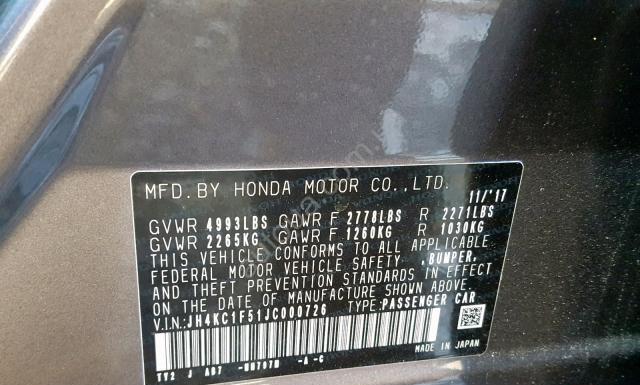 MFD. BY HONDA MOTOR CO.,LTD.
11/'17
GVWR 4993LBS GAWR F 2778LBS R 2271LBS
GVWR 2265KG GAWR F 1260KG R 1030KG
THIS VEHICLE CONFORMS TO ALL APPLICABLE
FEDERAL MOTOR VEHICLE SAFETY ,BUMPER,
AND THEFT PREVENTION STANDARDS IN EFFECT
ON THE DATE OF MANUFACTURE SHOWN ABOVE.
V.I.N:JH4KC1F51JC000726 TYPE:PASSENGER CAR
TY2 J A97 -A-C
MADE IN JAPAN